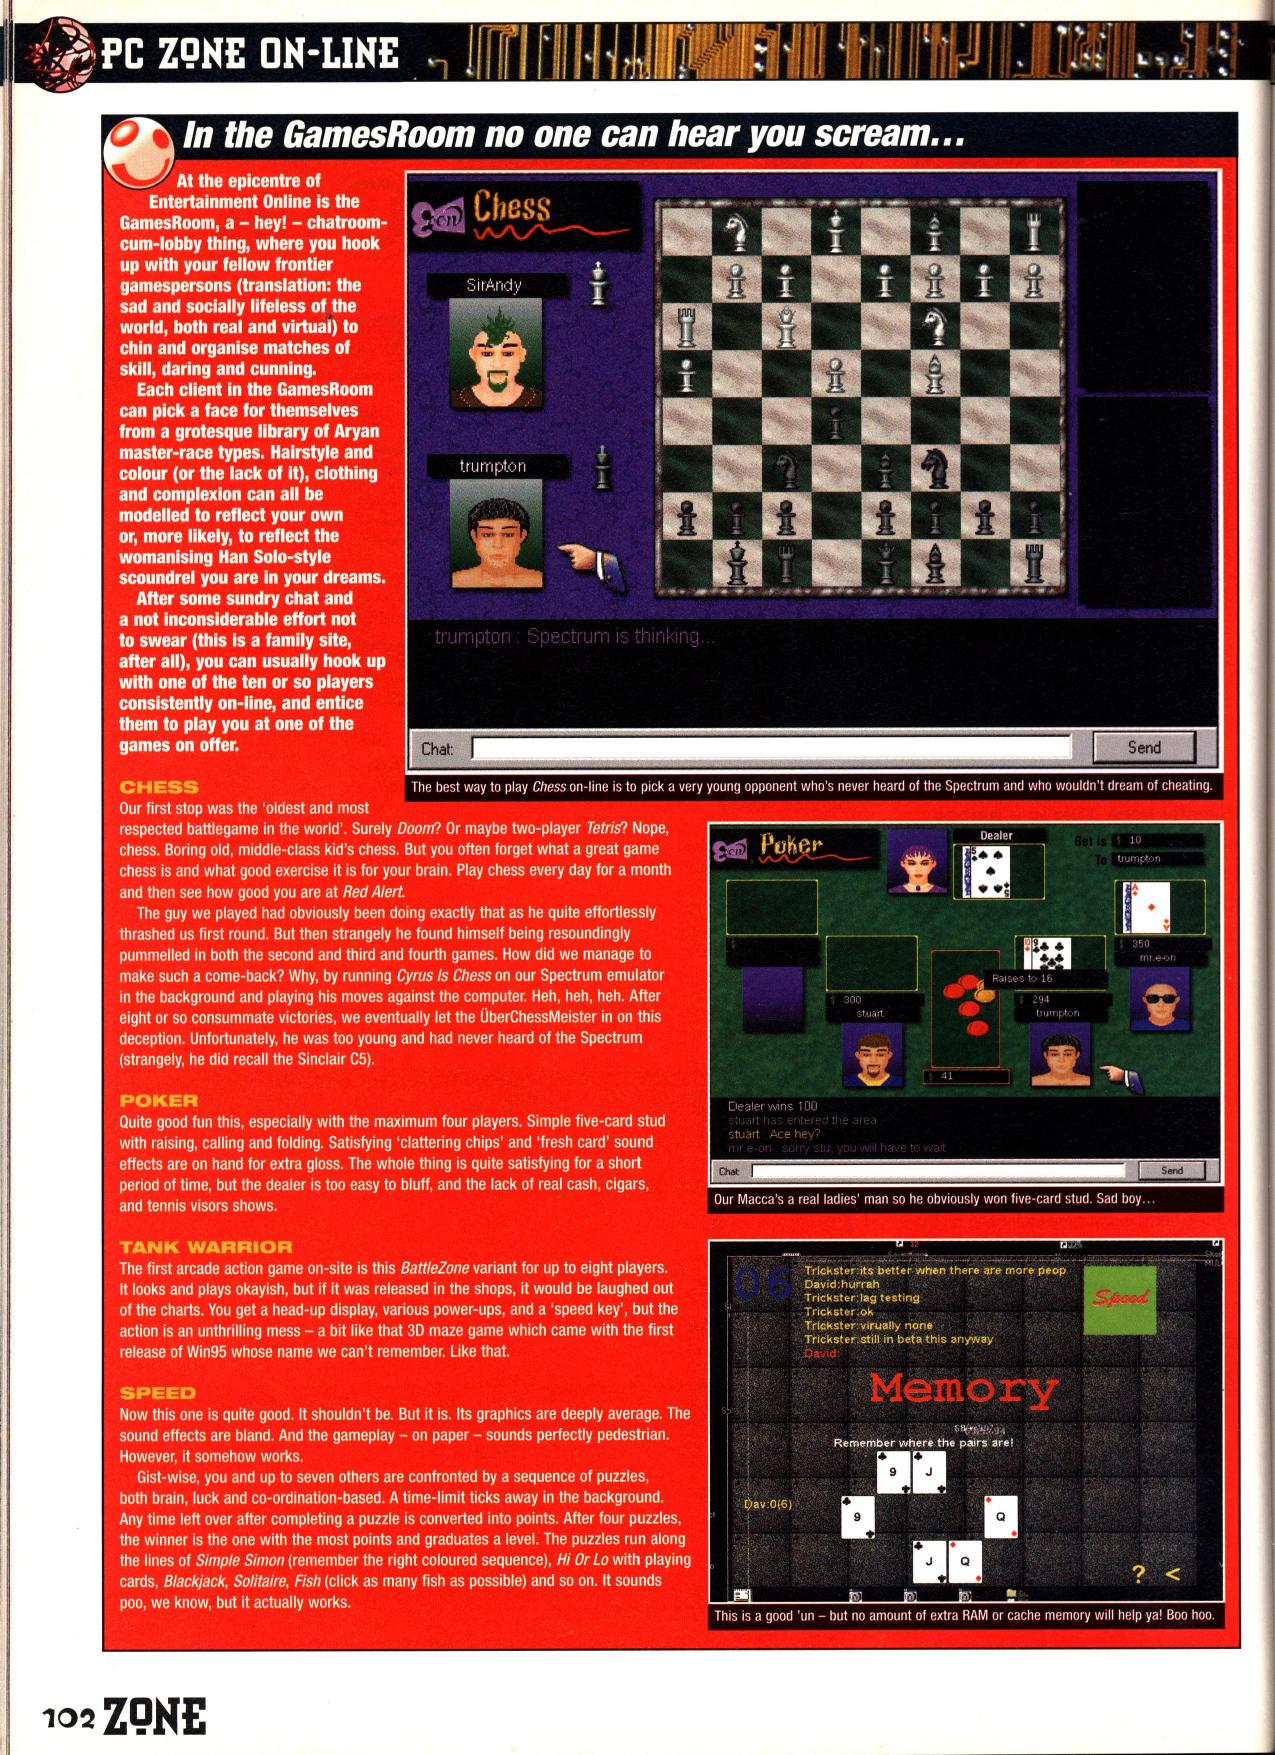 PC ZONE ON-LINE
In the GamesRoom no one can hear you scream...
At the epicentre of
Entertainment Online is the
GamesRoom, a – hey! – chatroom-
cum-lobby thing, where you hook
up with your fellow frontier
gamespersons (translation: the
sad and socially lifeless of the
world, both real and virtual) to
chin and organise matches of
skill, daring and cunning.
Each client in the GamesRoom
can pick a face for themselves
from a grotesque library of Aryan
master-race types. Hairstyle and
colour (or the lack of it), clothing
and complexion can all be
modelled to reflect your own
or, more likely, to reflect the
womanising Han Solo-style
scoundrel you are in your dreams.
After some sundry chat and
a not inconsiderable effort not
to swear (this is a family site,
after all), you can usually hook up
with one of the ten or so players
consistently on-line, and entice
them to play you at one of the
games on offer.
CHESS
Our first stop was the ‘oldest and most
respected battlegame in the world’. Surely Doom? Or maybe two-player Tetris? Nope,
chess. Boring old, middle-class kid’s chess. But you often forget what a great game
chess is and what good exercise it is for your brain. Play chess every day for a month
and then see how good you are at Red Alert.
The guy we played had obviously been doing exactly that as he quite effortlessly
thrashed us first round. But then strangely he found himself being resoundingly
pummelled in both the second and third and fourth games. How did we manage to
make such a come-back? Why, by running Cyrus Is Chess on our Spectrum emulator
in the background and playing his moves against the computer. Heh, heh, heh. After
eight or so consummate victories, we eventually let the ÜberChessMeister in on this
deception. Unfortunately, he was too young and had never heard of the Spectrum
(strangely, he did recall the Sinclair C5).
POKER
Quite good fun this, especially with the maximum four players. Simple five-card stud
with raising, calling and folding. Satisfying ‘clattering chips’ and ‘fresh card’ sound
effects are on hand for extra gloss. The whole thing is quite satisfying for a short
period of time, but the dealer is too easy to bluff, and the lack of real cash, cigars,
and tennis visors shows.
TANK WARRIOR
The first arcade action game on-site is this BattleZone variant for up to eight players.
It looks and plays okayish, but if it was released in the shops, it would be laughed out
of the charts. You get a head-up display, various power-ups, and a ‘speed key’, but the
action is an unthrilling mess – a bit like that 3D maze game which came with the first
release of Win95 whose name we can’t remember. Like that.
SPEED
Now this one is quite good. It shouldn’t be. But it is. Its graphics are deeply average. The
sound effects are bland. And the gameplay – on paper – sounds perfectly pedestrian.
However, it somehow works.
Gist-wise, you and up to seven others are confronted by a sequence of puzzles,
both brain, luck and co-ordination-based. A time-limit ticks away in the background.
Any time left over after completing a puzzle is converted into points. After four puzzles,
the winner is the one with the most points and graduates a level. The puzzles run along
the lines of Simple Simon (remember the right coloured sequence), Hi Or Lo with playing
cards, Blackjack, Solitaire, Fish (click as many fish as possible) and so on. It sounds
poo, we know, but it actually works.
Chess
SirAndy
trumpton
trumpton : Spectrum is thinking...
Chat:
Send
The best way to play Chess on-line is to pick a very young opponent who’s never heard of the Spectrum and who wouldn’t dream of cheating.
Poker
Dealer
Bet is $ 10
To trumpton
5
A
10 9
$ 350
mr.e-on
Raises to 16
$ 300
stuart
$ 294
trumpton
$ 41
Dealer wins 100
stuart has entered the area
stuart : Ace hey?
mr.e-on : sorry stu, you will have to wait
Chat:
Send
Our Macca’s a real ladies’ man so he obviously won five-card stud. Sad boy...
06
Trickster:its better when there are more peop
David:hurrah
Trickster:lag testing
Trickster:ok
Trickster:virually none
Trickster:still in beta this anyway
David:
Speed
Memory
Remember where the pairs are!
9 J
Dav:0(6)
9 Q
J Q
? <
This is a good ’un – but no amount of extra RAM or cache memory will help ya! Boo hoo.
102 ZONE